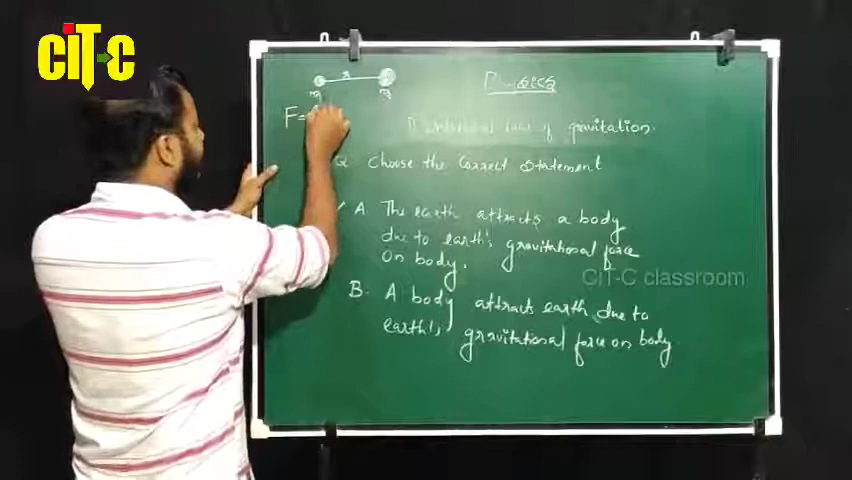 CiT-C
Physics
F=
law of gravitation.
Q Choose the Correct Statement
A. The earth attracts a body
due to earth's gravitational force
on body.
CiT-C classroom
B. A body attracts earth due to
earth's gravitational force on body